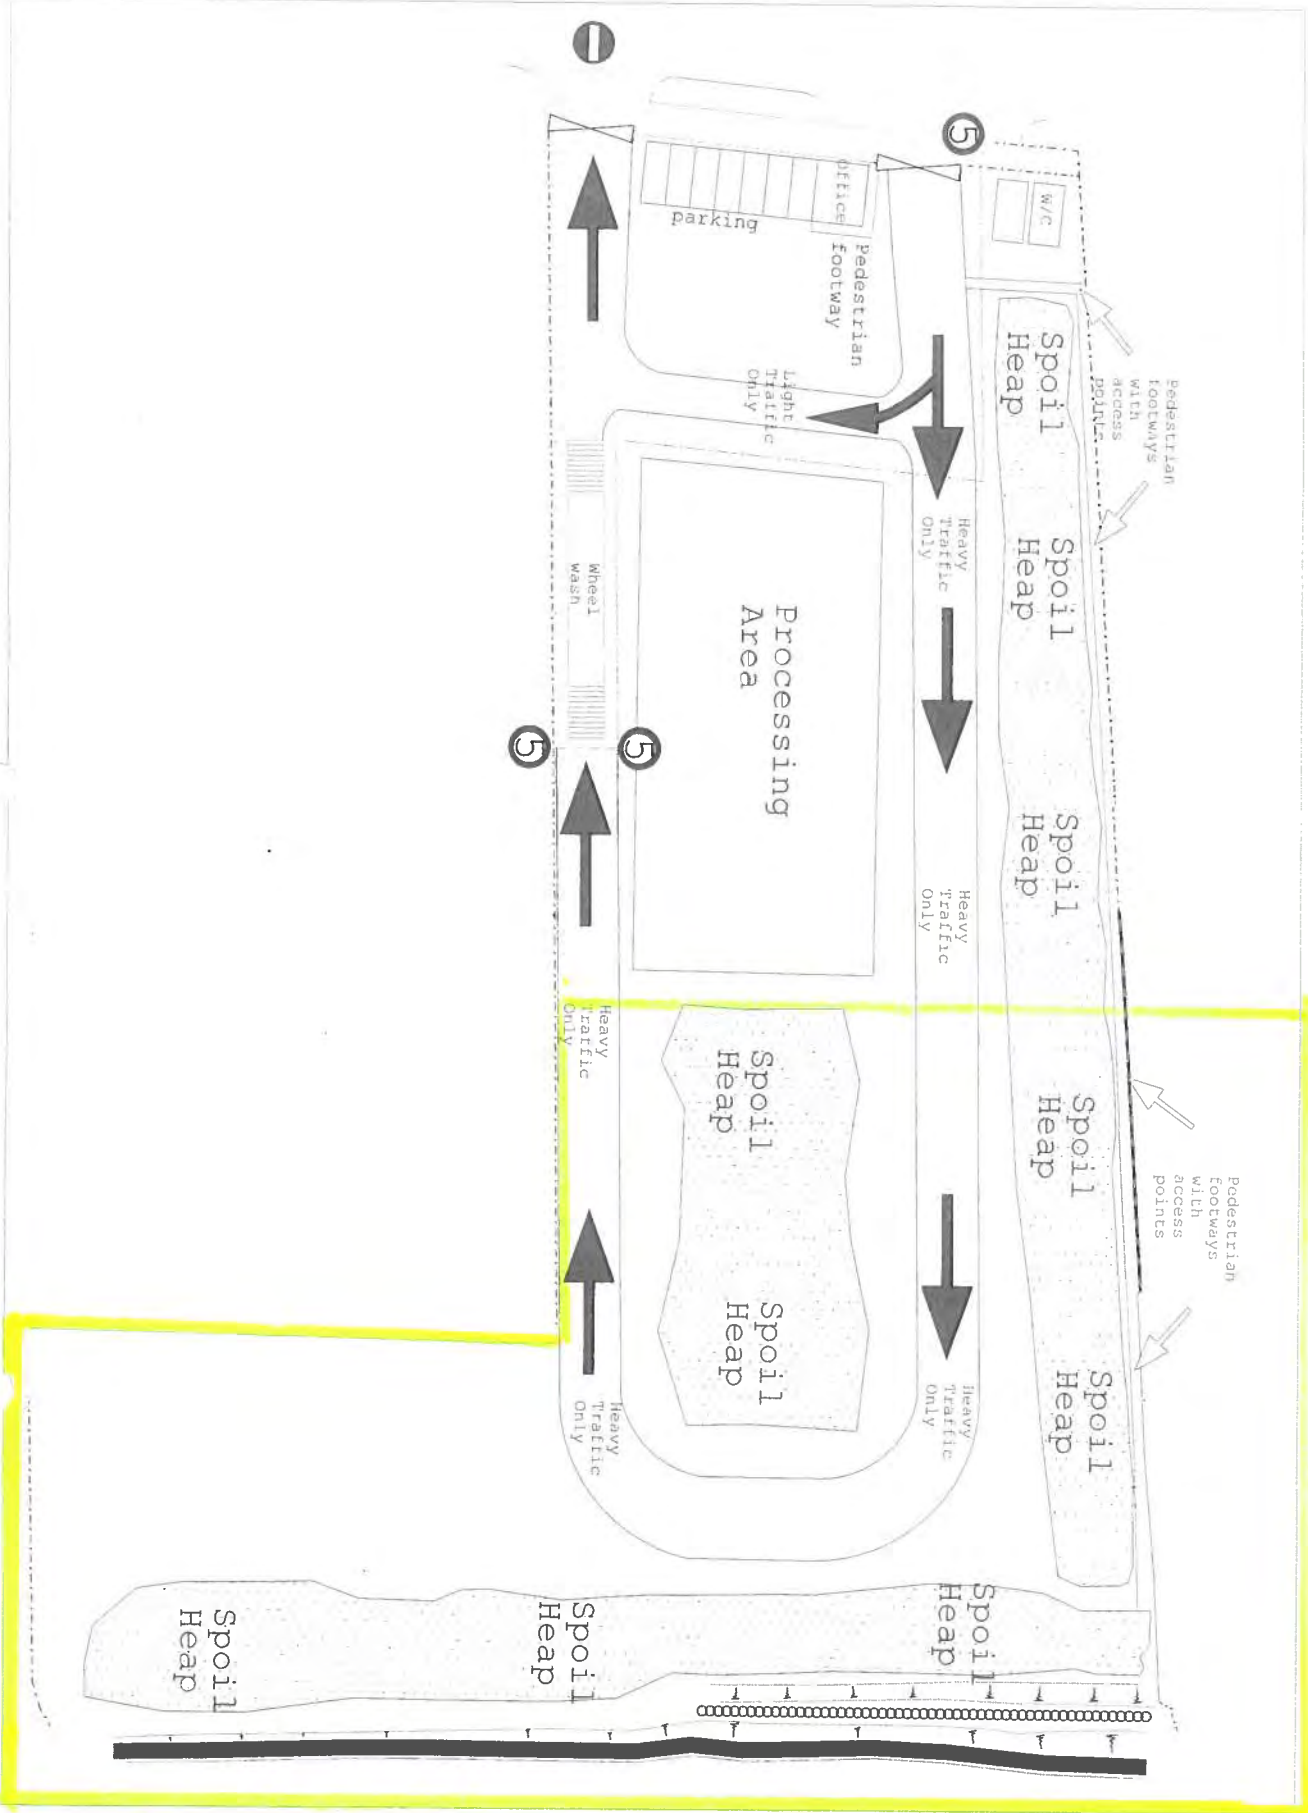 5
W/C
Office
parking
Pedestrian
footway
Spoil
Heap
Pedestrian
footways
with
access
points
Light
Traffic
Only
Heavy
Traffic
Only
Spoil
Heap
Wheel
wash
Processing
Area
5
5
Spoil
Heap
Heavy
Traffic
Only
Heavy
Traffic
Only
Spoil
Heap
Spoil
Heap
Pedestrian
footways
with
access
points
Spoil
Heap
Spoil
Heap
Heavy
Traffic
Only
Heavy
Traffic
Only
Spoil
Heap
Spoil
Heap
Spoil
Heap